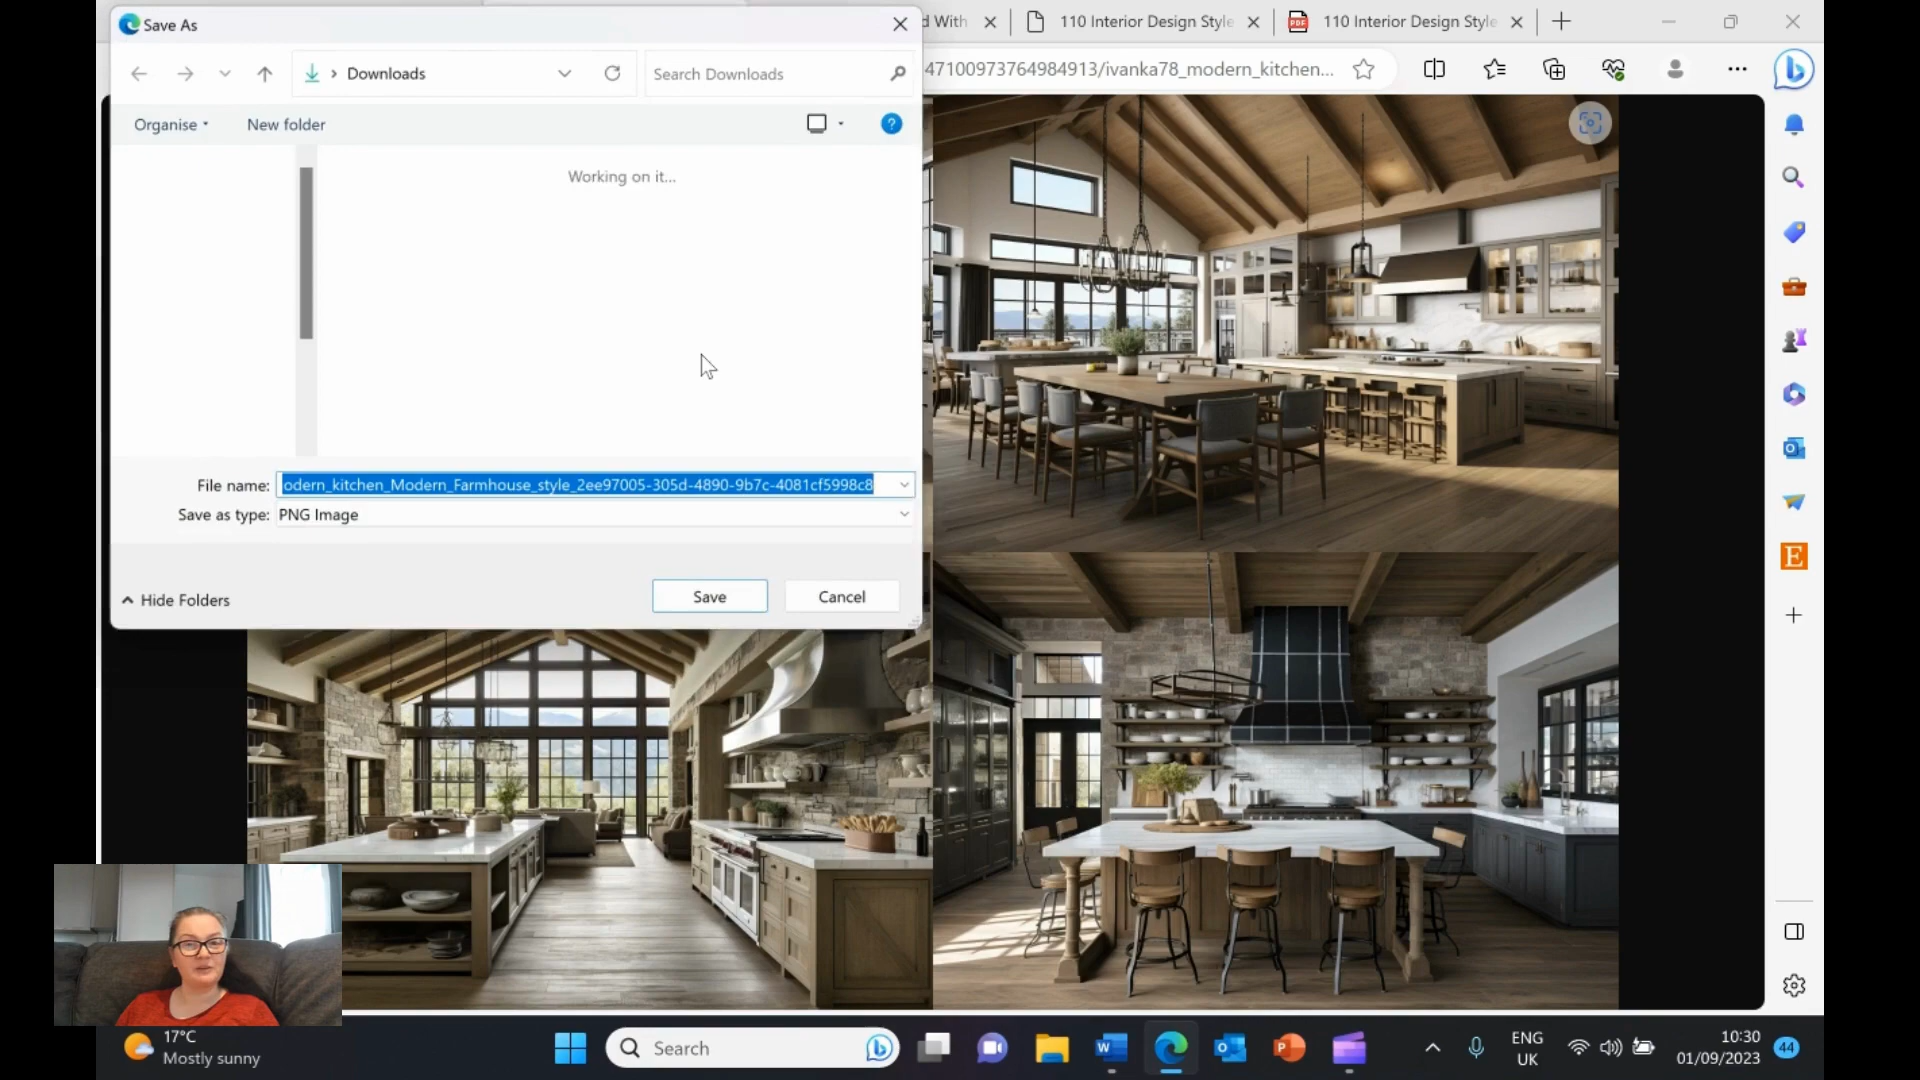 Save As
d With
110 Interior Design Style
110 Interior Design Style
Downloads
Search Downloads
47100973764984913/ivanka78_modern_kitchen...
Organise
New folder
Working on it...
File name: odern_kitchen_Modern_Farmhouse_style_2ee97005-305d-4890-9b7c-4081cf5998c8
Save as type: PNG Image
Hide Folders
Save
Cancel
17°C
Mostly sunny
Search
ENG
UK
10:30
01/09/2023
44